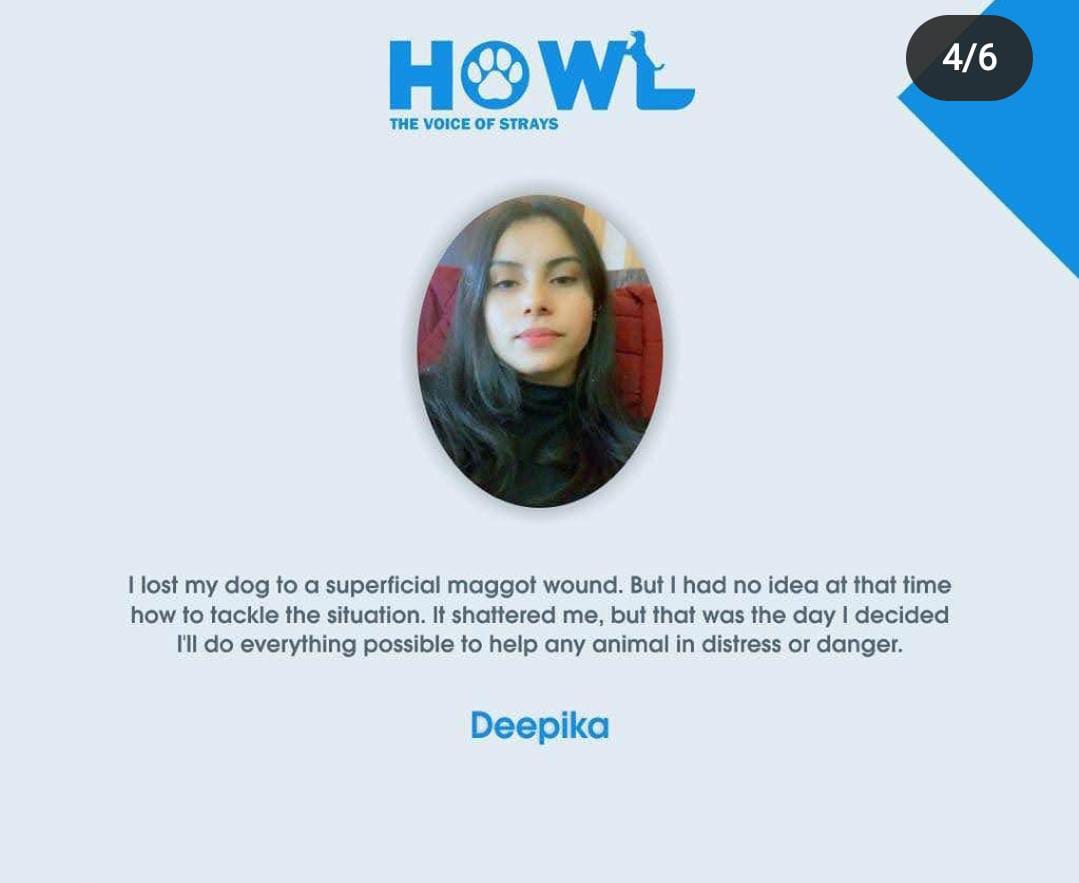 HOWL
THE VOICE OF STRAYS
4/6
I lost my dog to a superficial maggot wound. But I had no idea at that time
how to tackle the situation. It shattered me, but that was the day I decided
I'll do everything possible to help any animal in distress or danger.
Deepika